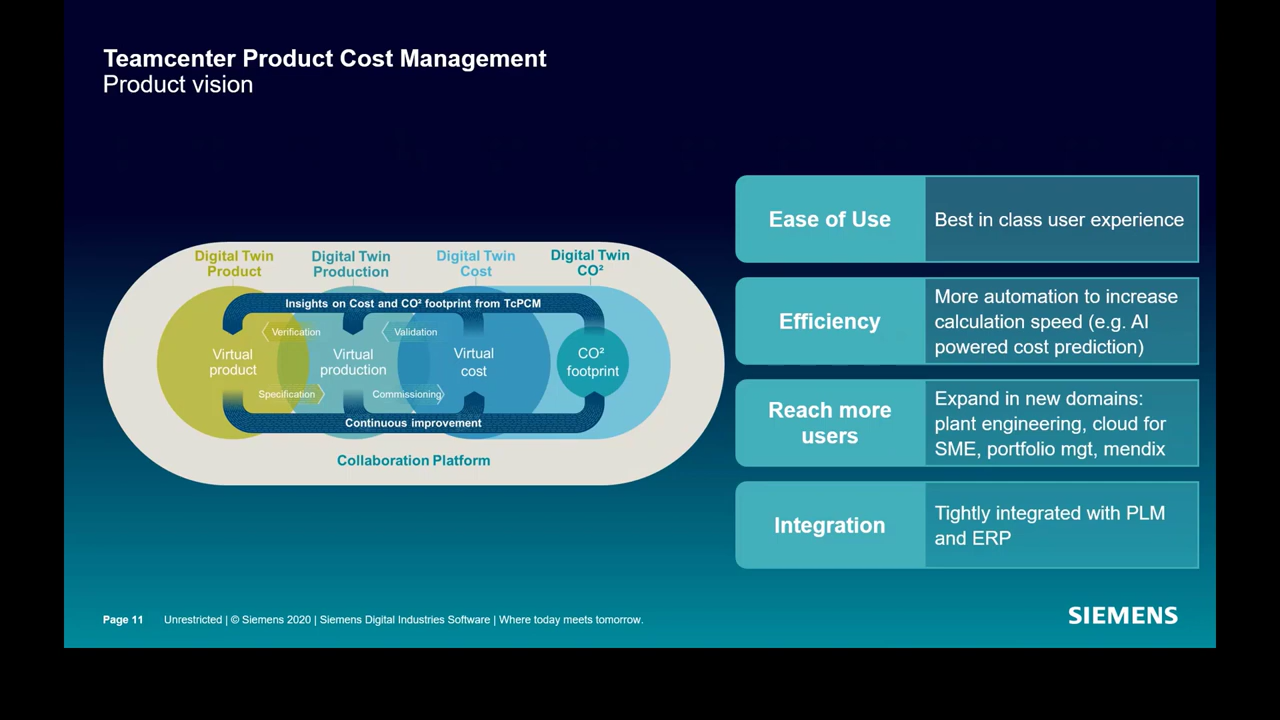 Teamcenter Product Cost Management
Product vision
Digital Twin
Product
Digital Twin
Production
Digital Twin
Cost
Digital Twin
CO²
Insights on Cost and CO² footprint from TcPCM
Verification
Validation
Virtual
product
Virtual
production
Virtual
cost
CO²
footprint
Specification
Commissioning
Continuous improvement
Collaboration Platform
Ease of Use
Best in class user experience
Efficiency
More automation to increase
calculation speed (e.g. AI
powered cost prediction)
Reach more
users
Expand in new domains:
plant engineering, cloud for
SME, portfolio mgt, mendix
Integration
Tightly integrated with PLM
and ERP
Page 11 Unrestricted | © Siemens 2020 | Siemens Digital Industries Software | Where today meets tomorrow.
SIEMENS